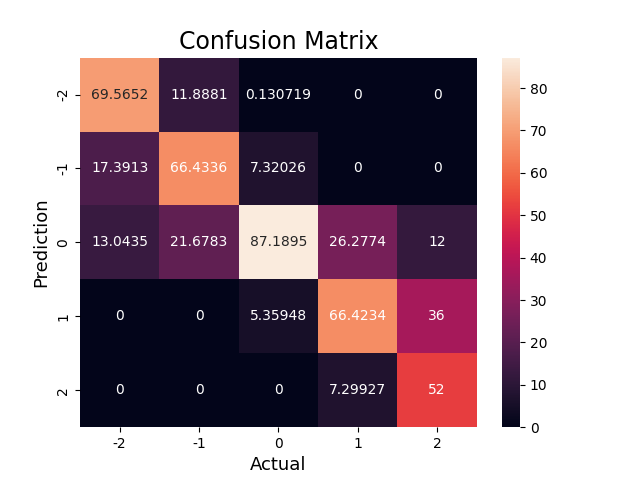 Confusion Matrix
-2 69.5652 11.8881 0.130719 0 0
-1 17.3913 66.4336 7.32026 0 0
0 13.0435 21.6783 87.1895 26.2774 12
1 0 0 5.35948 66.4234 36
2 0 0 0 7.29927 52
-2 -1 0 1 2
Prediction
Actual
80
70
60
50
40
30
20
10
0